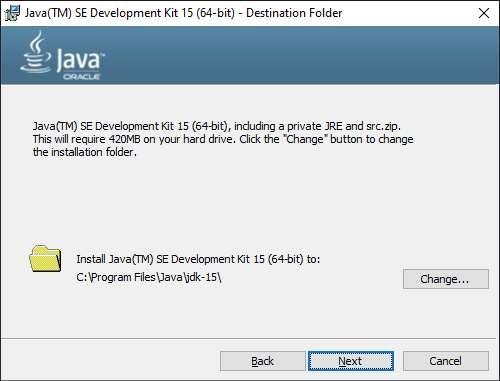 Java(TM) SE Development Kit 15 (64-bit) - Destination Folder
Java™
ORACLE
Java(TM) SE Development Kit 15 (64-bit), including a private JRE and src.zip.
This will require 420MB on your hard drive. Click the "Change" button to change
the installation folder.
Install Java(TM) SE Development Kit 15 (64-bit) to:
C:\Program Files\Java\jdk-15\
Change...
Back
Next
Cancel